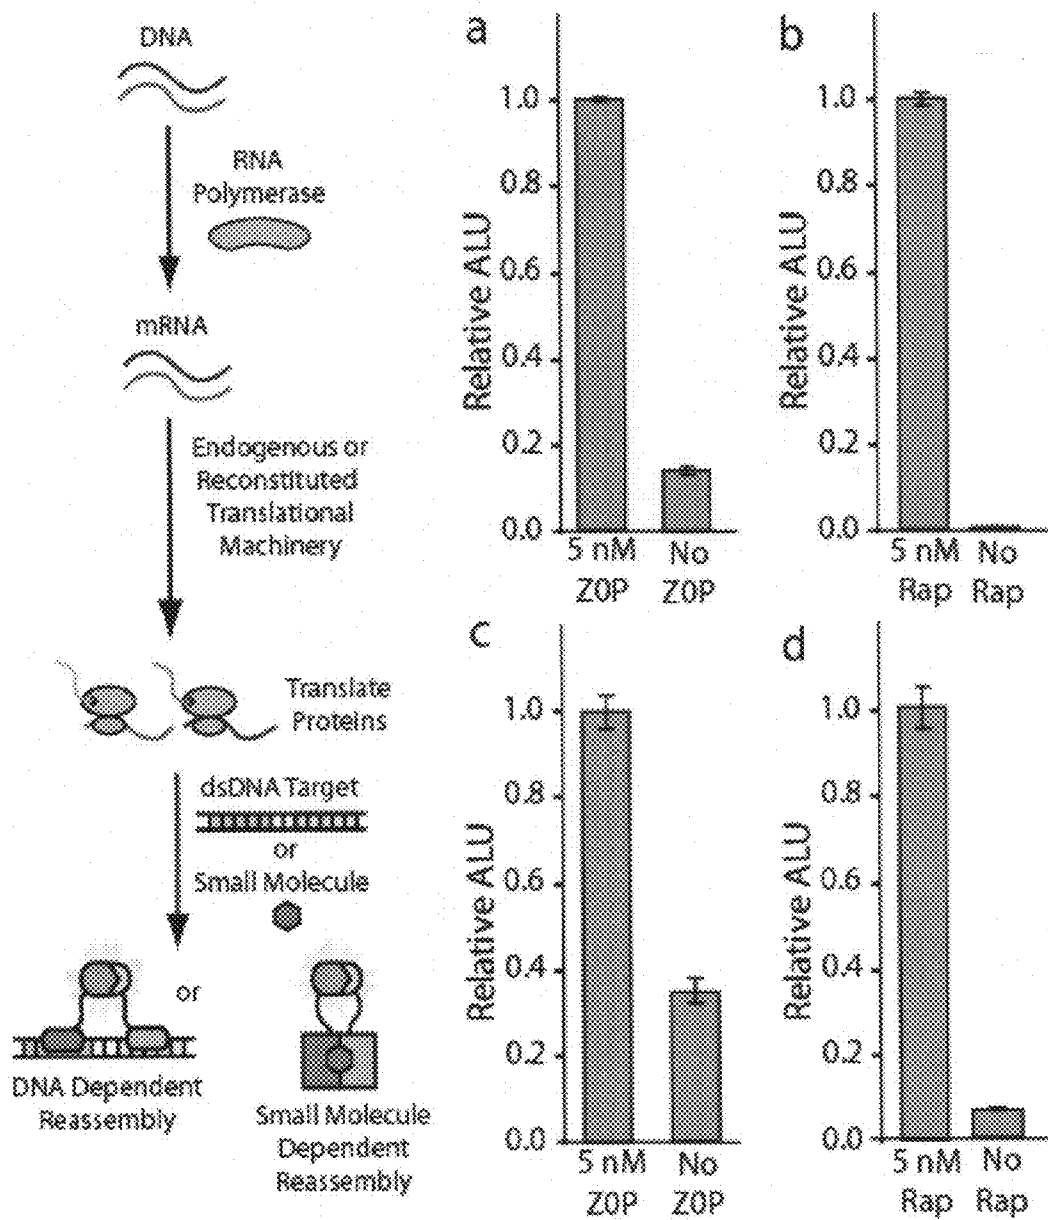 DNA
RNA
Polymerase
mRNA
Endogenous or
Reconstituted
Translational
Machinery
Translate
Proteins
dsDNA Target
or
Small Molecule
or
DNA Dependent
Reassembly
Small Molecule
Dependent
Reassembly
a
Relative ALU
1.0
0.8
0.6
0.4
0.2
0.0
5 nM
Z0P
No
Z0P
b
Relative ALU
1.0
0.8
0.6
0.4
0.2
0.0
5 nM
Rap
No
Rap
c
Relative ALU
1.0
0.8
0.6
0.4
0.2
0.0
5 nM
Z0P
No
Z0P
d
Relative ALU
1.0
0.8
0.6
0.4
0.2
0.0
5 nM
Rap
No
Rap